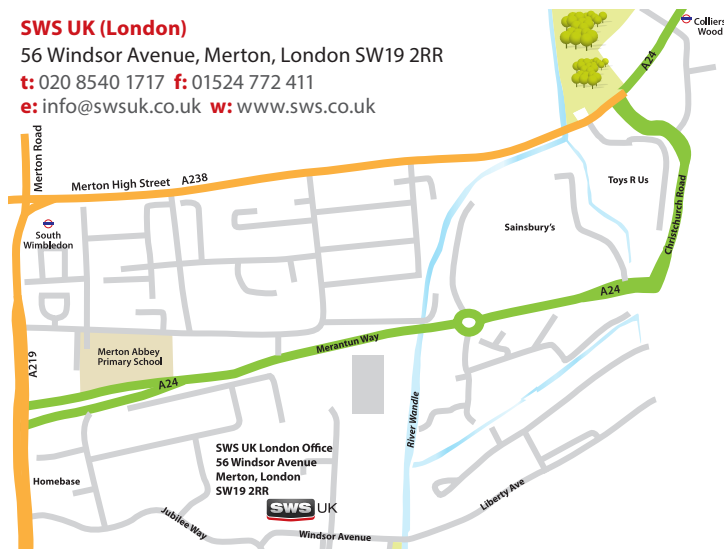 SWS UK (London)
56 Windsor Avenue, Merton, London SW19 2RR
t: 020 8540 1717 f: 01524 772 411
e: info@swsuk.co.uk w: www.sws.co.uk
Colliers
Wood
A24
Merton Road
Merton High Street A238
Toys R Us
Christchurch Road
South
Wimbledon
Sainsbury's
A24
Merantun Way
A219
Merton Abbey
Primary School
A24
River Wandle
SWS UK London Office
56 Windsor Avenue
Merton, London
SW19 2RR
SWS UK
Homebase
Jubilee Way
Windsor Avenue
Liberty Ave